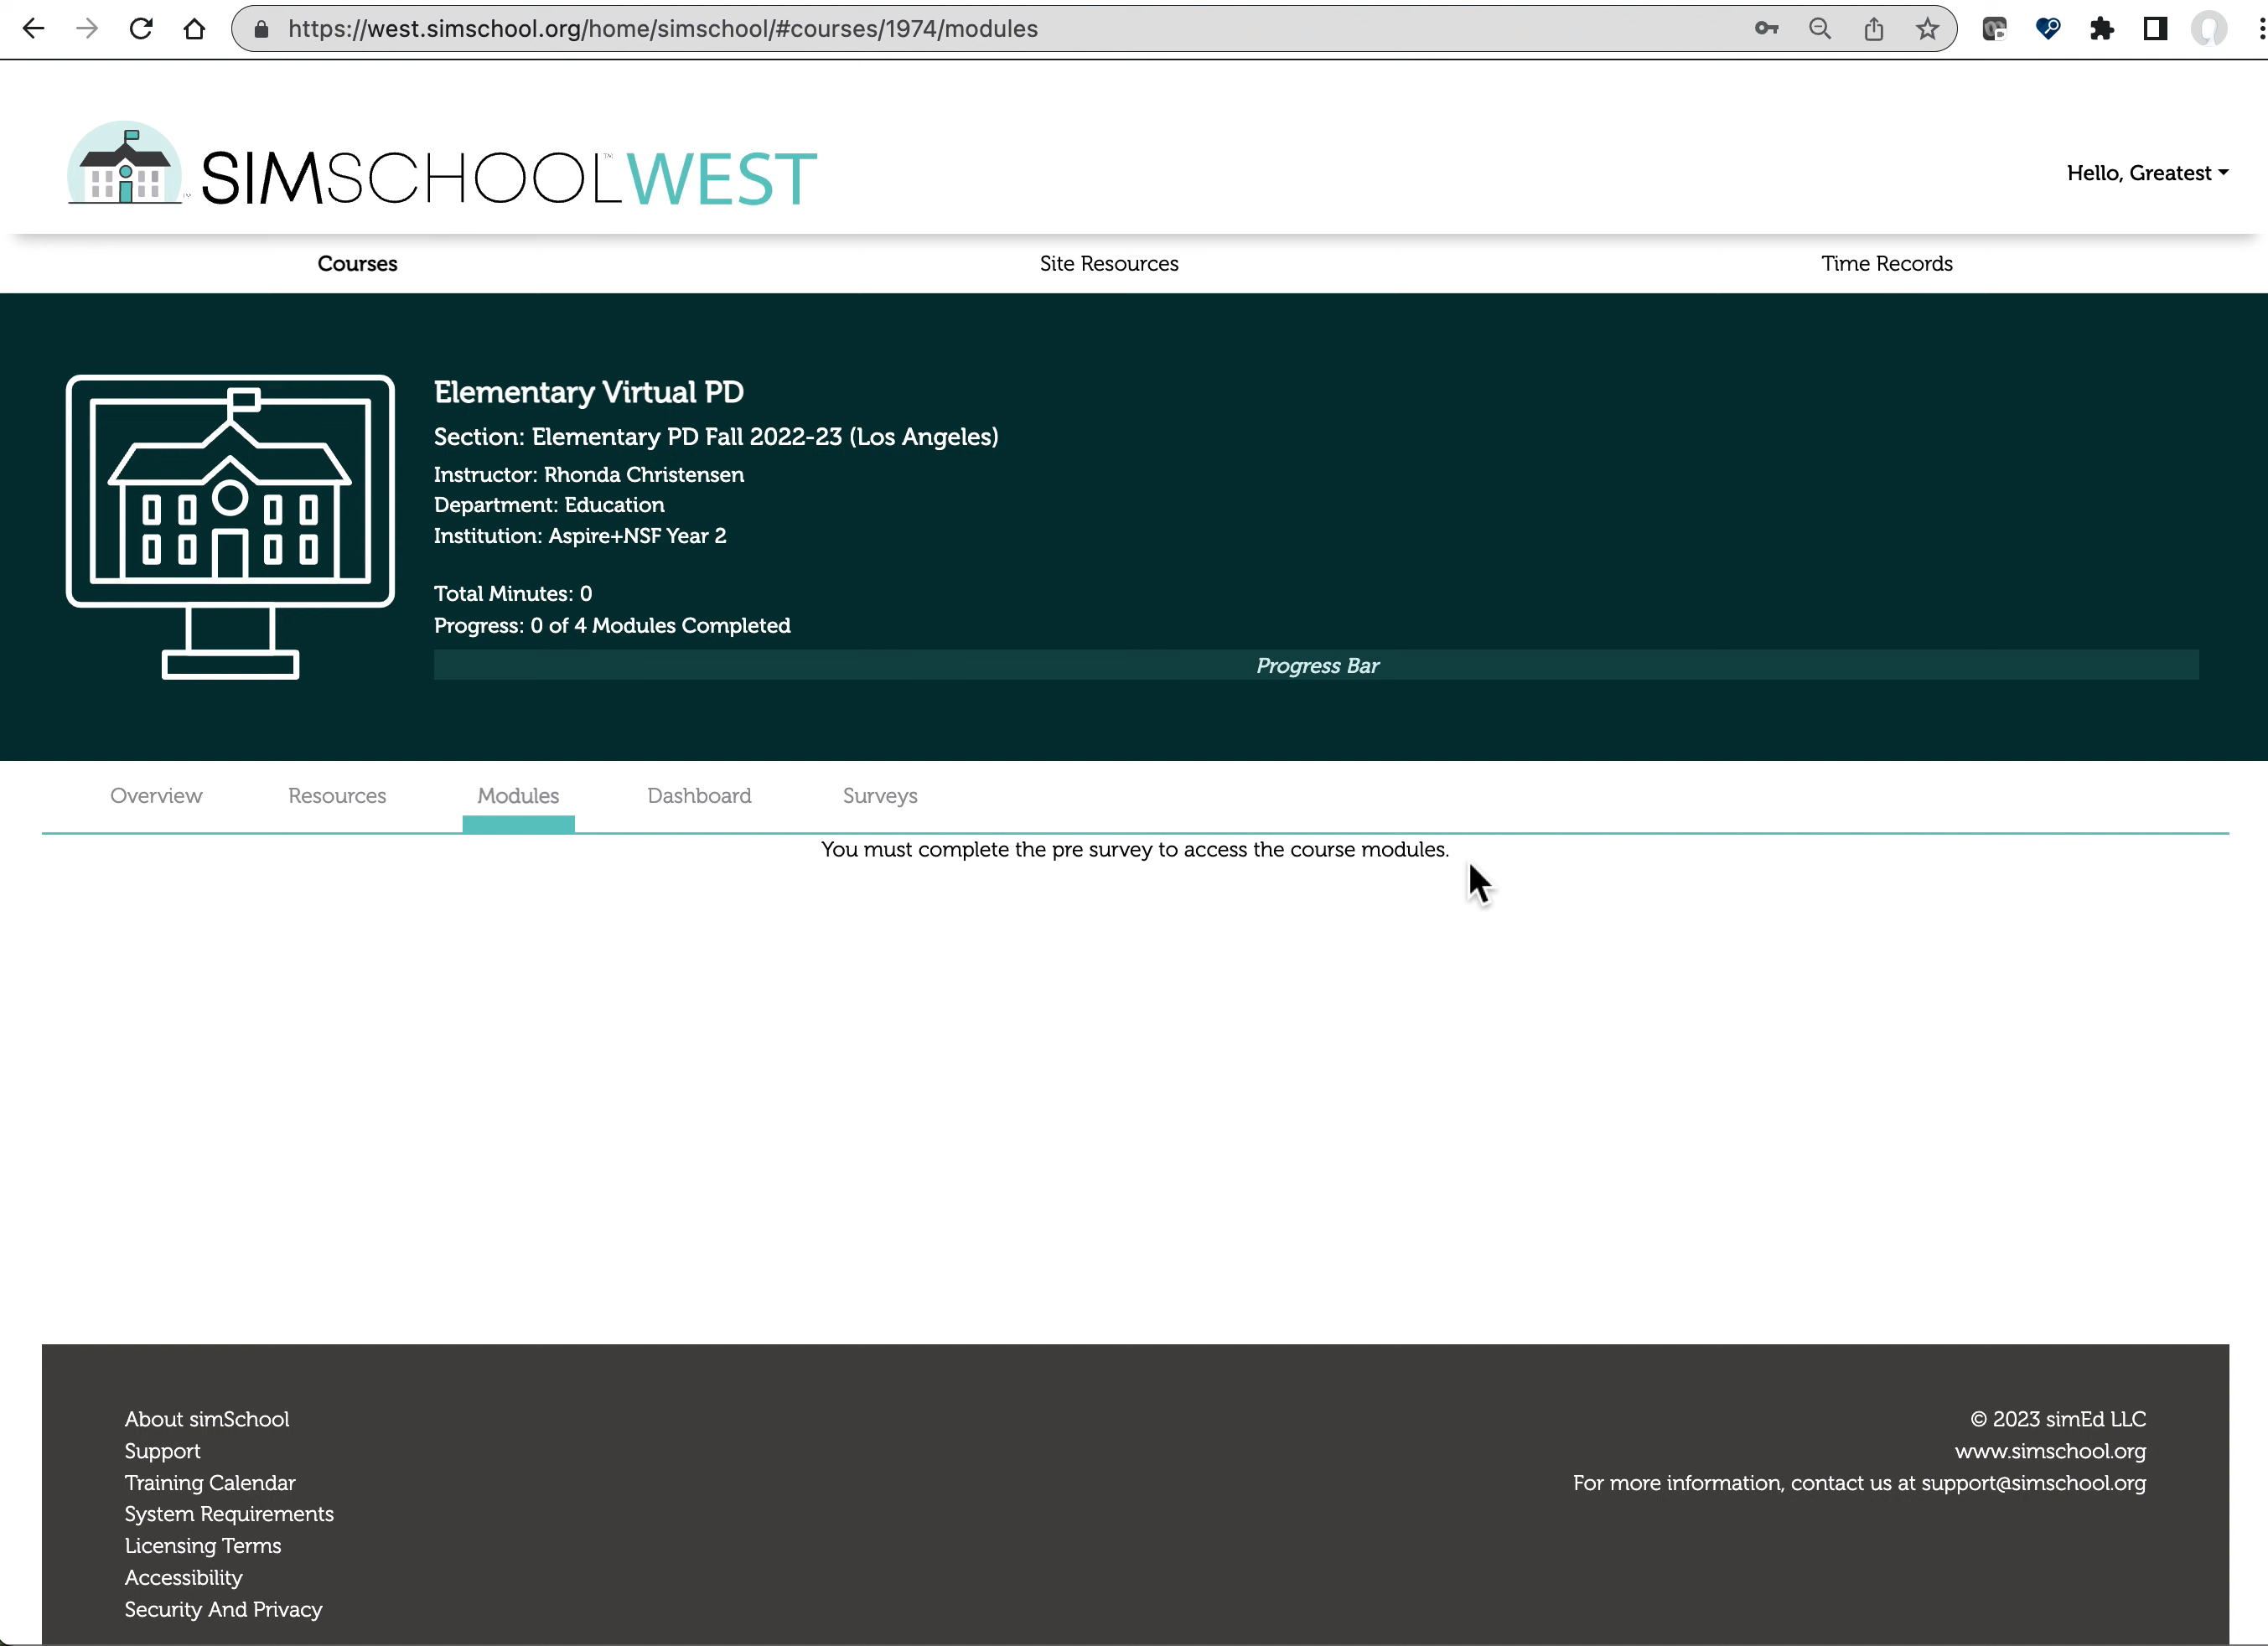 https://west.simschool.org/home/simschool/#courses/1974/modules
SIMSCHOOL™WEST
Hello, Greatest
Courses
Site Resources
Time Records
Elementary Virtual PD
Section: Elementary PD Fall 2022-23 (Los Angeles)
Instructor: Rhonda Christensen
Department: Education
Institution: Aspire+NSF Year 2
Total Minutes: 0
Progress: 0 of 4 Modules Completed
Progress Bar
Overview
Resources
Modules
Dashboard
Surveys
You must complete the pre survey to access the course modules.
About simSchool
Support
Training Calendar
System Requirements
Licensing Terms
Accessibility
Security And Privacy
© 2023 simEd LLC
www.simschool.org
For more information, contact us at support@simschool.org